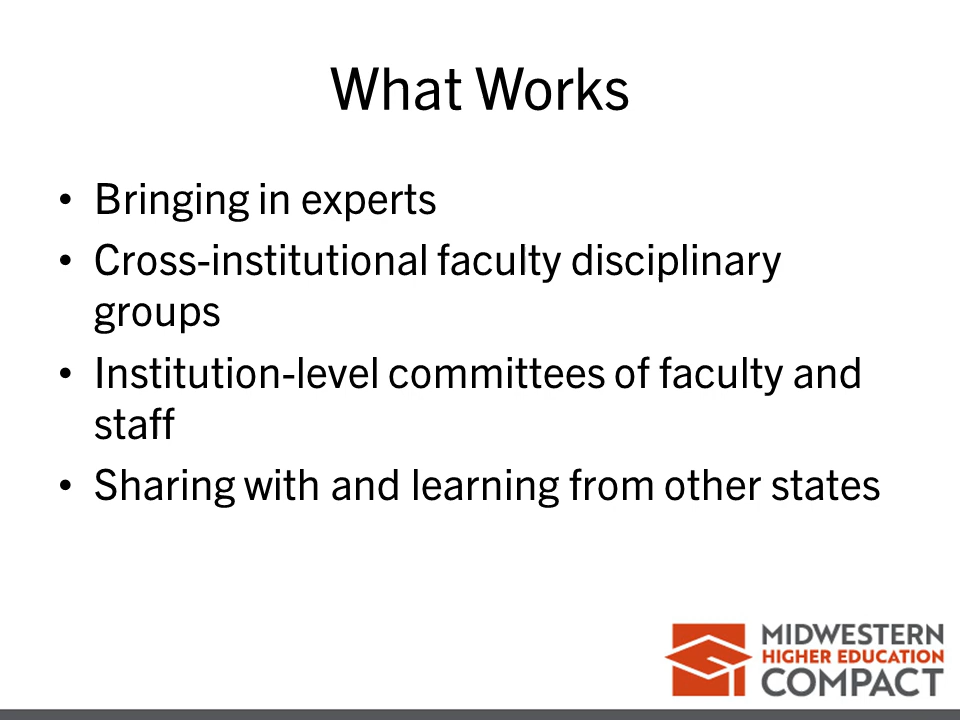 What Works
• Bringing in experts
• Cross-institutional faculty disciplinary
groups
• Institution-level committees of faculty and
staff
• Sharing with and learning from other states
MIDWESTERN
HIGHER EDUCATION
COMPACT